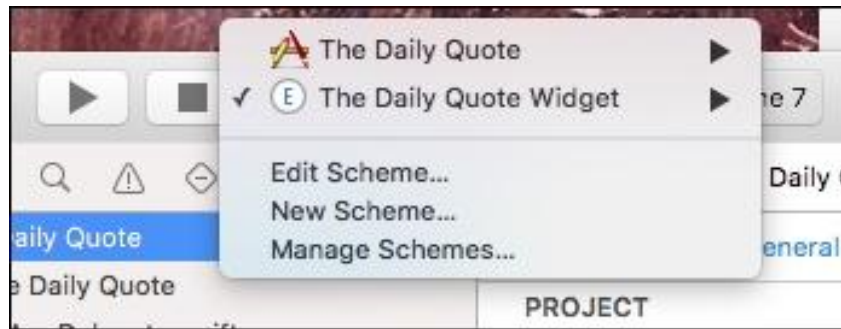 The Daily Quote
✓ E The Daily Quote Widget
ne 7
Edit Scheme...
Daily
New Scheme...
aily Quote
eneral
Manage Schemes...
e Daily Quote
PROJECT